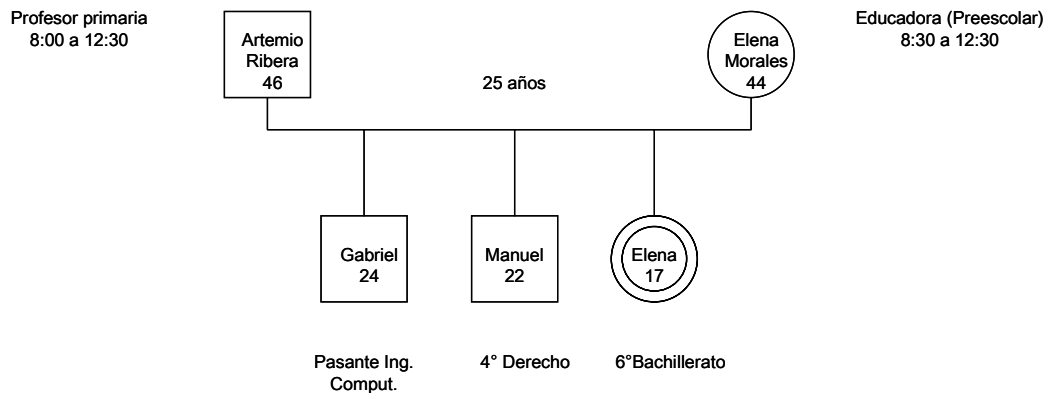 Profesor primaria
8:00 a 12:30
Artemio
Ribera
46
25 años
Elena
Morales
44
Educadora (Preescolar)
8:30 a 12:30
Gabriel
24
Manuel
22
Elena
17
Pasante Ing.
Comput.
4° Derecho
6°Bachillerato